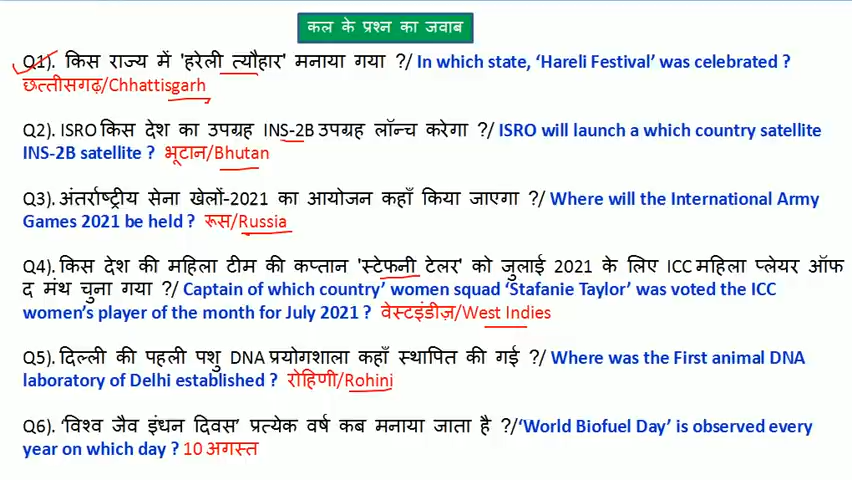 कल के प्रश्न का जवाब
Q1). किस राज्य में 'हरेली त्यौहार' मनाया गया ?/ In which state, ‘Hareli Festival’ was celebrated ?
छत्तीसगढ़/Chhattisgarh
Q2). ISRO किस देश का उपग्रह INS-2B उपग्रह लॉन्च करेगा ?/ ISRO will launch a which country satellite
INS-2B satellite ? भूटान/Bhutan
Q3). अंतर्राष्ट्रीय सेना खेलों-2021 का आयोजन कहाँ किया जाएगा ?/ Where will the International Army
Games 2021 be held ? रूस/Russia
Q4). किस देश की महिला टीम की कप्तान 'स्टेफनी टेलर' को जुलाई 2021 के लिए ICC महिला प्लेयर ऑफ
द मंथ चुना गया ?/ Captain of which country’ women squad ‘Stafanie Taylor’ was voted the ICC
women’s player of the month for July 2021 ? वेस्टइंडीज़/West Indies
Q5). दिल्ली की पहली पशु DNA प्रयोगशाला कहाँ स्थापित की गई ?/ Where was the First animal DNA
laboratory of Delhi established ? रोहिणी/Rohini
Q6). ‘विश्व जैव इंधन दिवस’ प्रत्येक वर्ष कब मनाया जाता है ?/‘World Biofuel Day’ is observed every
year on which day ? 10 अगस्त